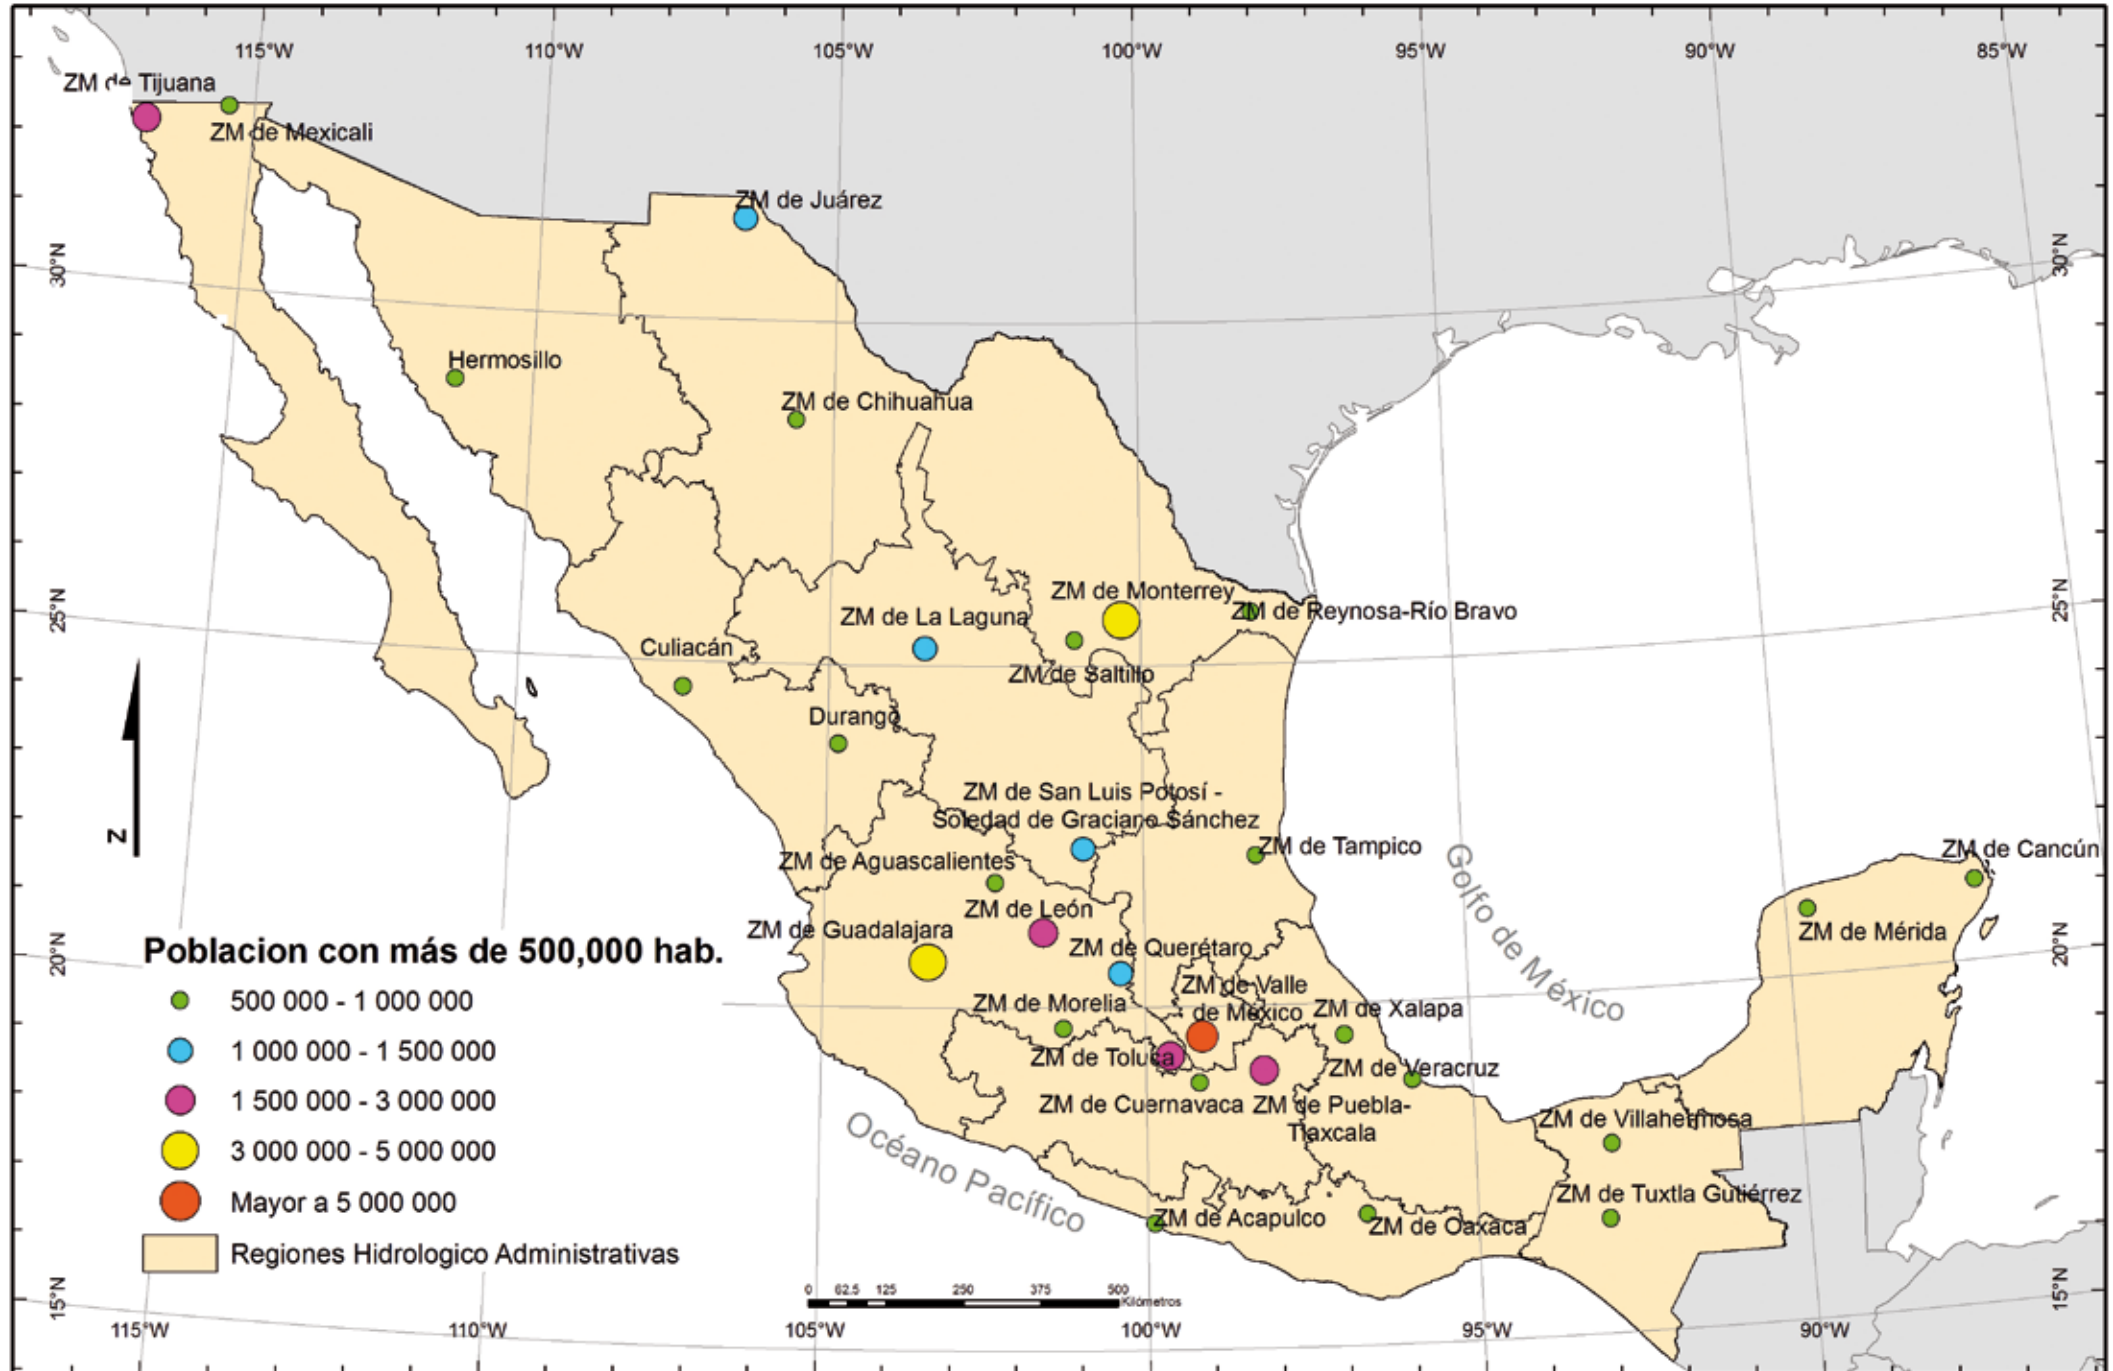 115°W 110°W 105°W 100°W 95°W 90°W 85°W
ZM de Tijuana
ZM de Mexicali
ZM de Juárez
30°N
30°N
Hermosillo
ZM de Chihuahua
25°N
25°N
ZM de Monterrey
ZM de Reynosa-Río Bravo
ZM de La Laguna
Culiacán
ZM de Saltillo
Durango
ZM de San Luis Potosí -
Soledad de Graciano Sánchez
N
ZM de Tampico
ZM de Cancún
ZM de Aguascalientes
Golfo de México
ZM de León
ZM de Guadalajara
ZM de Mérida
ZM de Querétaro
20°N
20°N
ZM de Valle
de México
ZM de Morelia
ZM de Xalapa
ZM de Toluca
ZM de Veracruz
ZM de Cuernavaca
ZM de Puebla-
Tlaxcala
ZM de Villahermosa
Océano Pacífico
ZM de Tuxtla Gutiérrez
ZM de Acapulco
ZM de Oaxaca
Poblacion con más de 500,000 hab.
500 000 - 1 000 000
1 000 000 - 1 500 000
1 500 000 - 3 000 000
3 000 000 - 5 000 000
Mayor a 5 000 000
Regiones Hidrologico Administrativas
0 62.5 125 250 375 500
Kilómetros
15°N
15°N
115°W 110°W 105°W 100°W 95°W 90°W